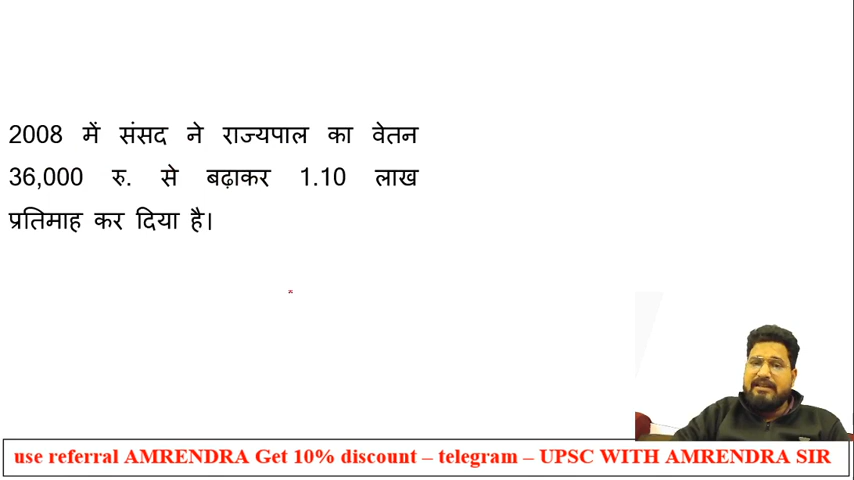 2008 में संसद ने राज्यपाल का वेतन
36,000 रु. से बढ़ाकर 1.10 लाख
प्रतिमाह कर दिया है।
use referral AMRENDRA Get 10% discount – telegram – UPSC WITH AMRENDRA SIR